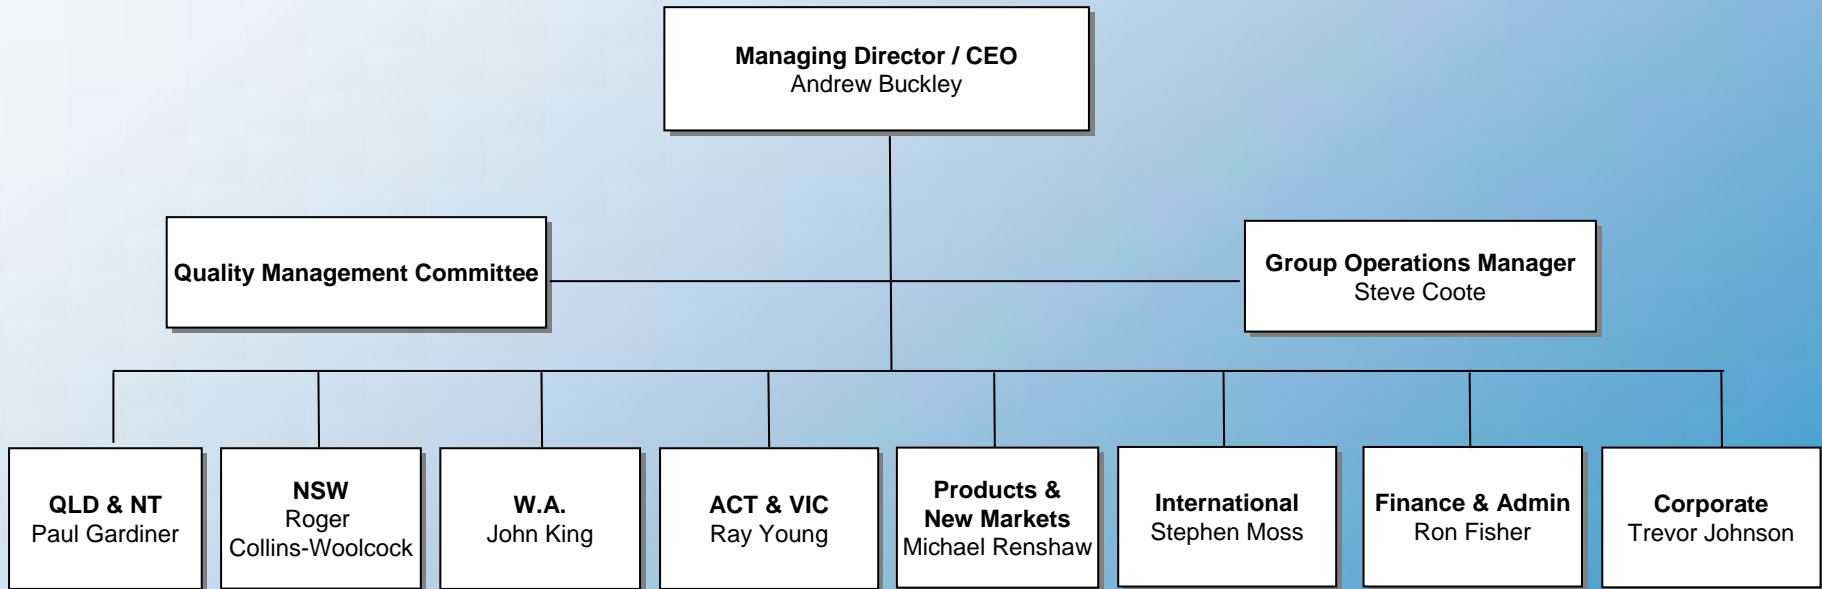 Managing Director / CEO
Andrew Buckley
Quality Management Committee
Group Operations Manager
Steve Coote
QLD & NT
Paul Gardiner
NSW
Roger
Collins-Woolcock
W.A.
John King
ACT & VIC
Ray Young
Products &
New Markets
Michael Renshaw
International
Stephen Moss
Finance & Admin
Ron Fisher
Corporate
Trevor Johnson